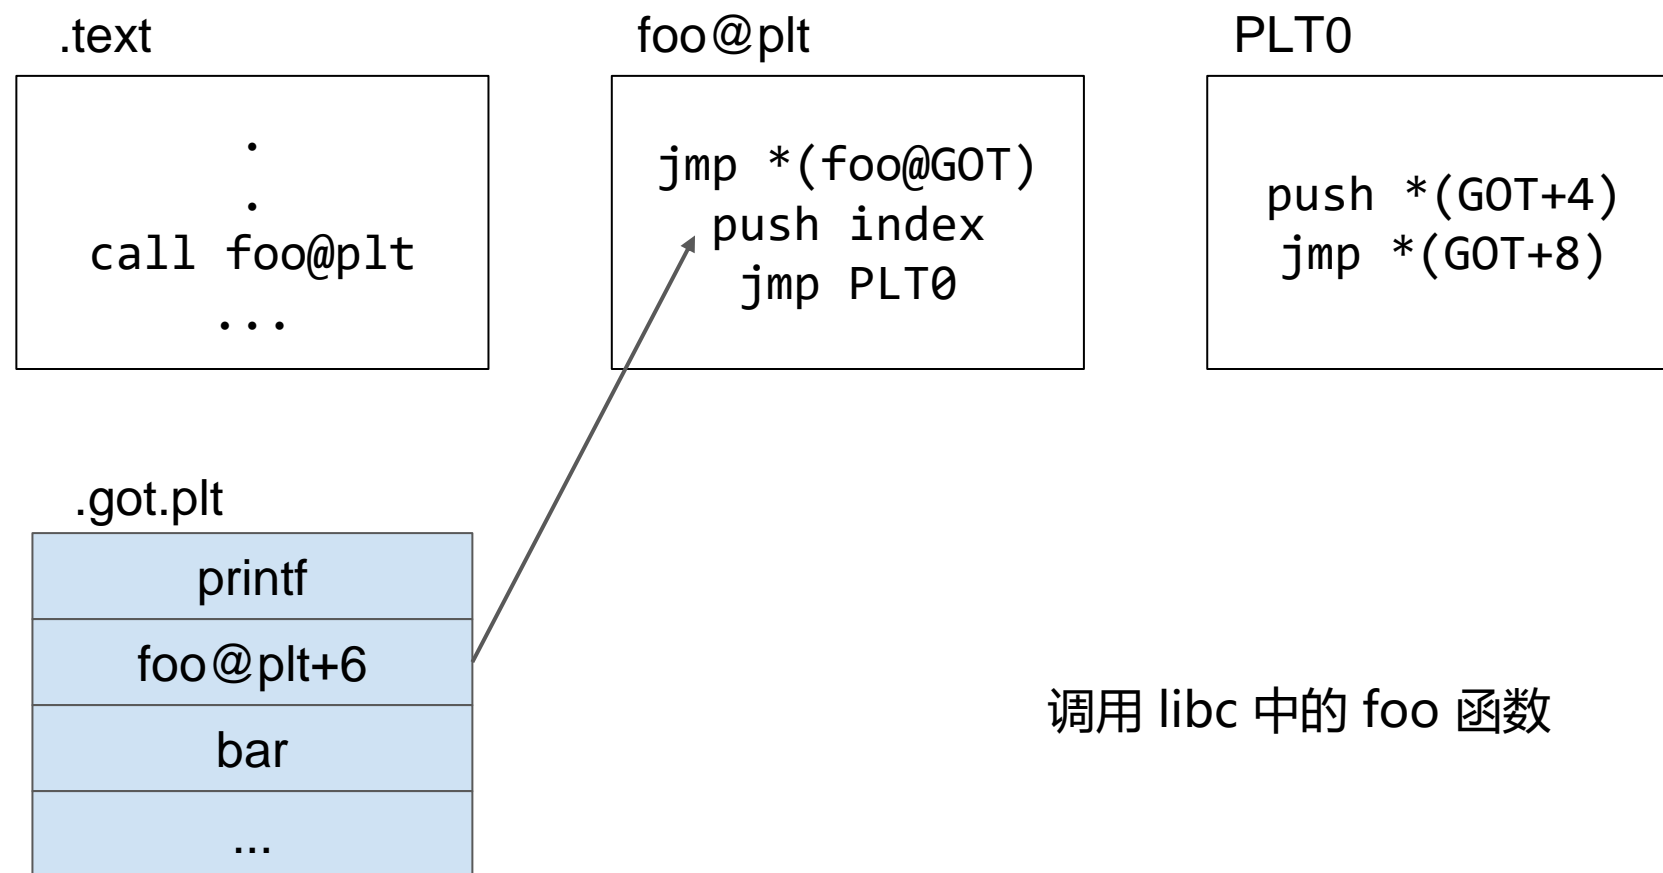 .text
.
.
call foo@plt
...
foo@plt
jmp *(foo@GOT)
push index
jmp PLT0
PLT0
push *(GOT+4)
jmp *(GOT+8)
.got.plt
printf
foo@plt+6
bar
...
调用 libc 中的 foo 函数